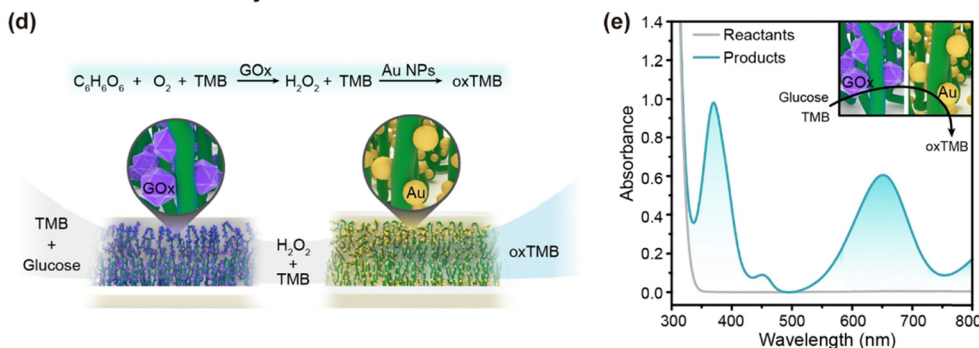 (d)
C₆H₆O₆ + O₂ + TMB GOx H₂O₂ + TMB Au NPs oxTMB
GOx
Au
TMB
+
Glucose
H₂O₂
+
TMB
oxTMB
(e)
Absorbance
1.4
1.2
1.0
0.8
0.6
0.4
0.2
0.0
Reactants
Products
GOx
Au
Glucose
TMB
oxTMB
300 400 500 600 700 800
Wavelength (nm)